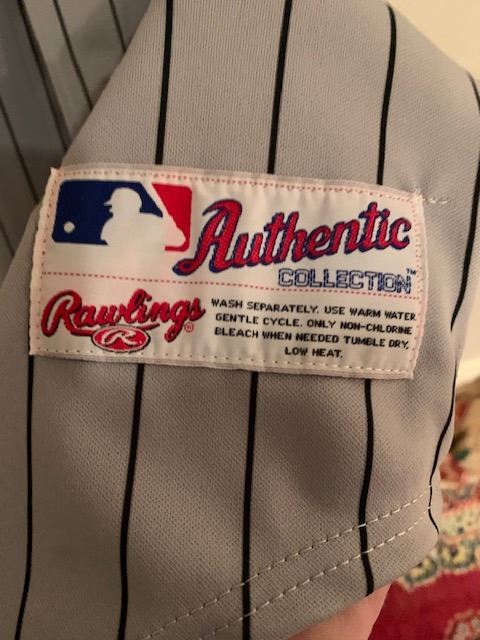 Authentic
COLLECTION™
Rawlings®
R
WASH SEPARATELY. USE WARM WATER
GENTLE CYCLE. ONLY NON-CHLORINE
BLEACH WHEN NEEDED TUMBLE DRY,
LOW HEAT.